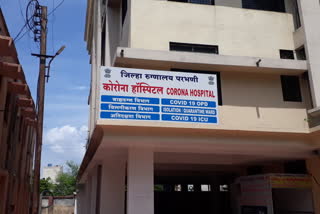 जिल्हा रुग्णालय परभणी
कोरोना हॉस्पिटल CORONA HOSPITAL
बाह्यरुग्ण विभाग COVID 19 OPD
विलगीकरण विभाग ISOLATION QUARANTINE WARD
अतिदक्षता विभाग COVID 19 ICU